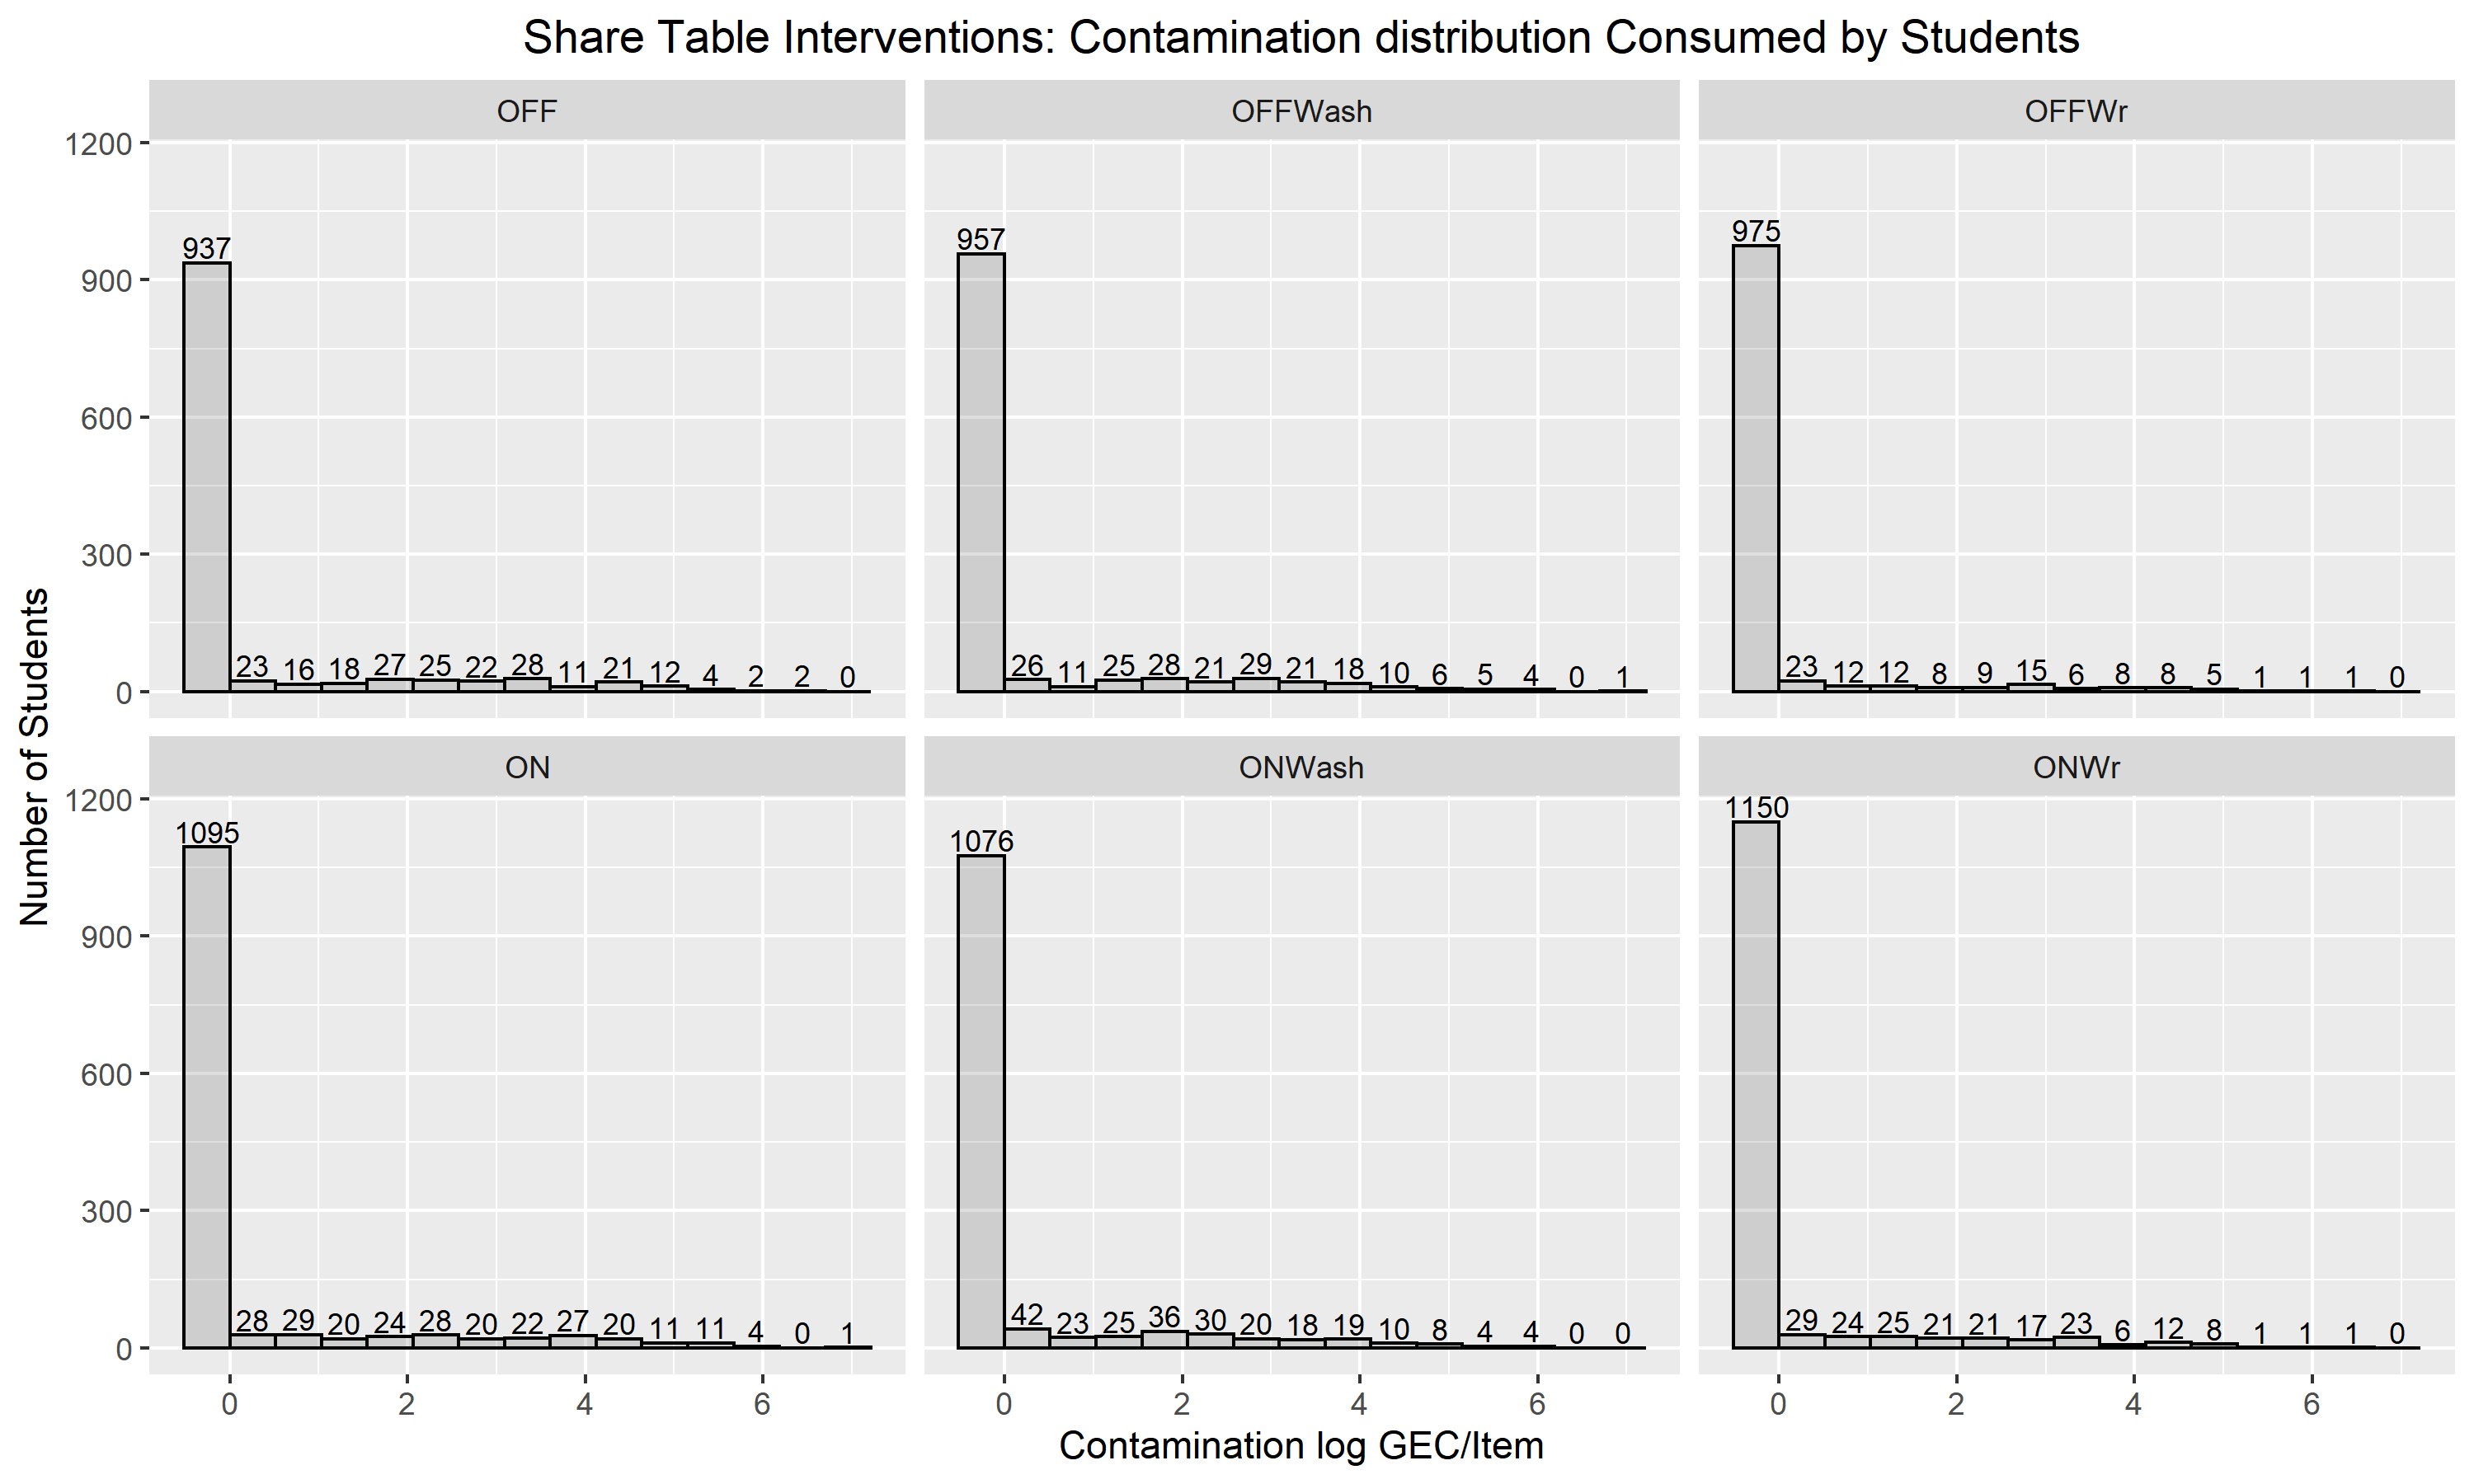 Share Table Interventions: Contamination distribution Consumed by Students
OFF
OFFWash
OFFWr
1200
900
600
300
0
937
23 16 18 27 25 22 28 11 21 12 4 2 2 0
957
26 11 25 28 21 29 21 18 10 6 5 4 0 1
975
23 12 12 8 9 15 6 8 8 5 1 1 1 0
Number of Students
ON
ONWash
ONWr
1200
900
600
300
0
1095
28 29 20 24 28 20 22 27 20 11 11 4 0 1
1076
42 23 25 36 30 20 18 19 10 8 4 4 0 0
1150
29 24 25 21 21 17 23 6 12 8 1 1 1 0
0 2 4 6
0 2 4 6
0 2 4 6
Contamination log GEC/Item